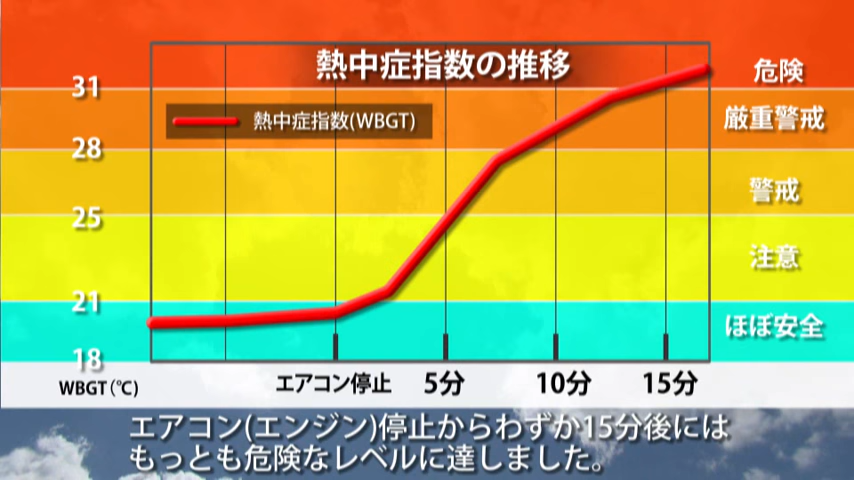 熱中症指数の推移
危険
31
厳重警戒
熱中症指数(WBGT)
28
警戒
25
注意
21
ほぼ安全
18
WBGT(℃)
エアコン停止 5分 10分 15分
エアコン(エンジン)停止からわずか15分後には
もっとも危険なレベルに達しました。